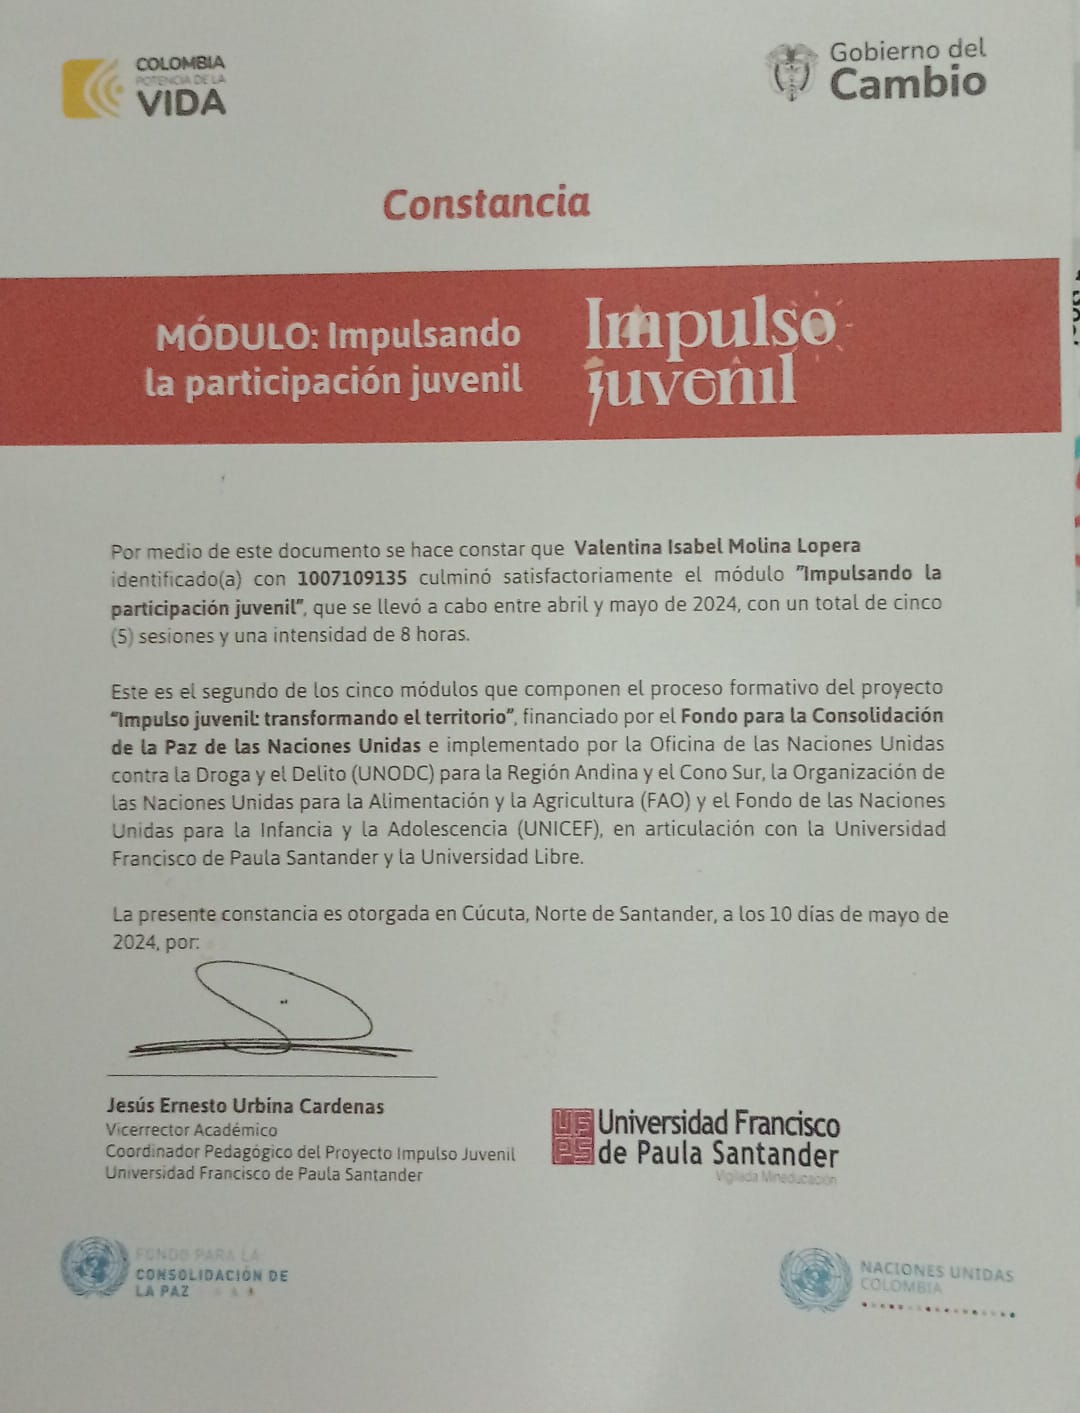 COLOMBIA
POTENCIA DE LA
VIDA
Gobierno del
Cambio
Constancia
MÓDULO: Impulsando
la participación juvenil
Impulso
juvenil
Por medio de este documento se hace constar que Valentina Isabel Molina Lopera
identificado(a) con 1007109135 culminó satisfactoriamente el módulo "Impulsando la
participación juvenil", que se llevó a cabo entre abril y mayo de 2024, con un total de cinco
(5) sesiones y una intensidad de 8 horas.
Este es el segundo de los cinco módulos que componen el proceso formativo del proyecto
"Impulso juvenil: transformando el territorio", financiado por el Fondo para la Consolidación
de la Paz de las Naciones Unidas e implementado por la Oficina de las Naciones Unidas
contra la Droga y el Delito (UNODC) para la Región Andina y el Cono Sur, la Organización de
las Naciones Unidas para la Alimentación y la Agricultura (FAO) y el Fondo de las Naciones
Unidas para la Infancia y la Adolescencia (UNICEF), en articulación con la Universidad
Francisco de Paula Santander y la Universidad Libre.
La presente constancia es otorgada en Cúcuta, Norte de Santander, a los 10 días de mayo de
2024, por:
Jesús Ernesto Urbina Cardenas
Vicerrector Académico
Coordinador Pedagógico del Proyecto Impulso Juvenil
Universidad Francisco de Paula Santander
UF
PS
Universidad Francisco
de Paula Santander
Vigilada Mineducación
FONDO PARA LA
CONSOLIDACIÓN DE
LA PAZ
NACIONES UNIDAS
COLOMBIA